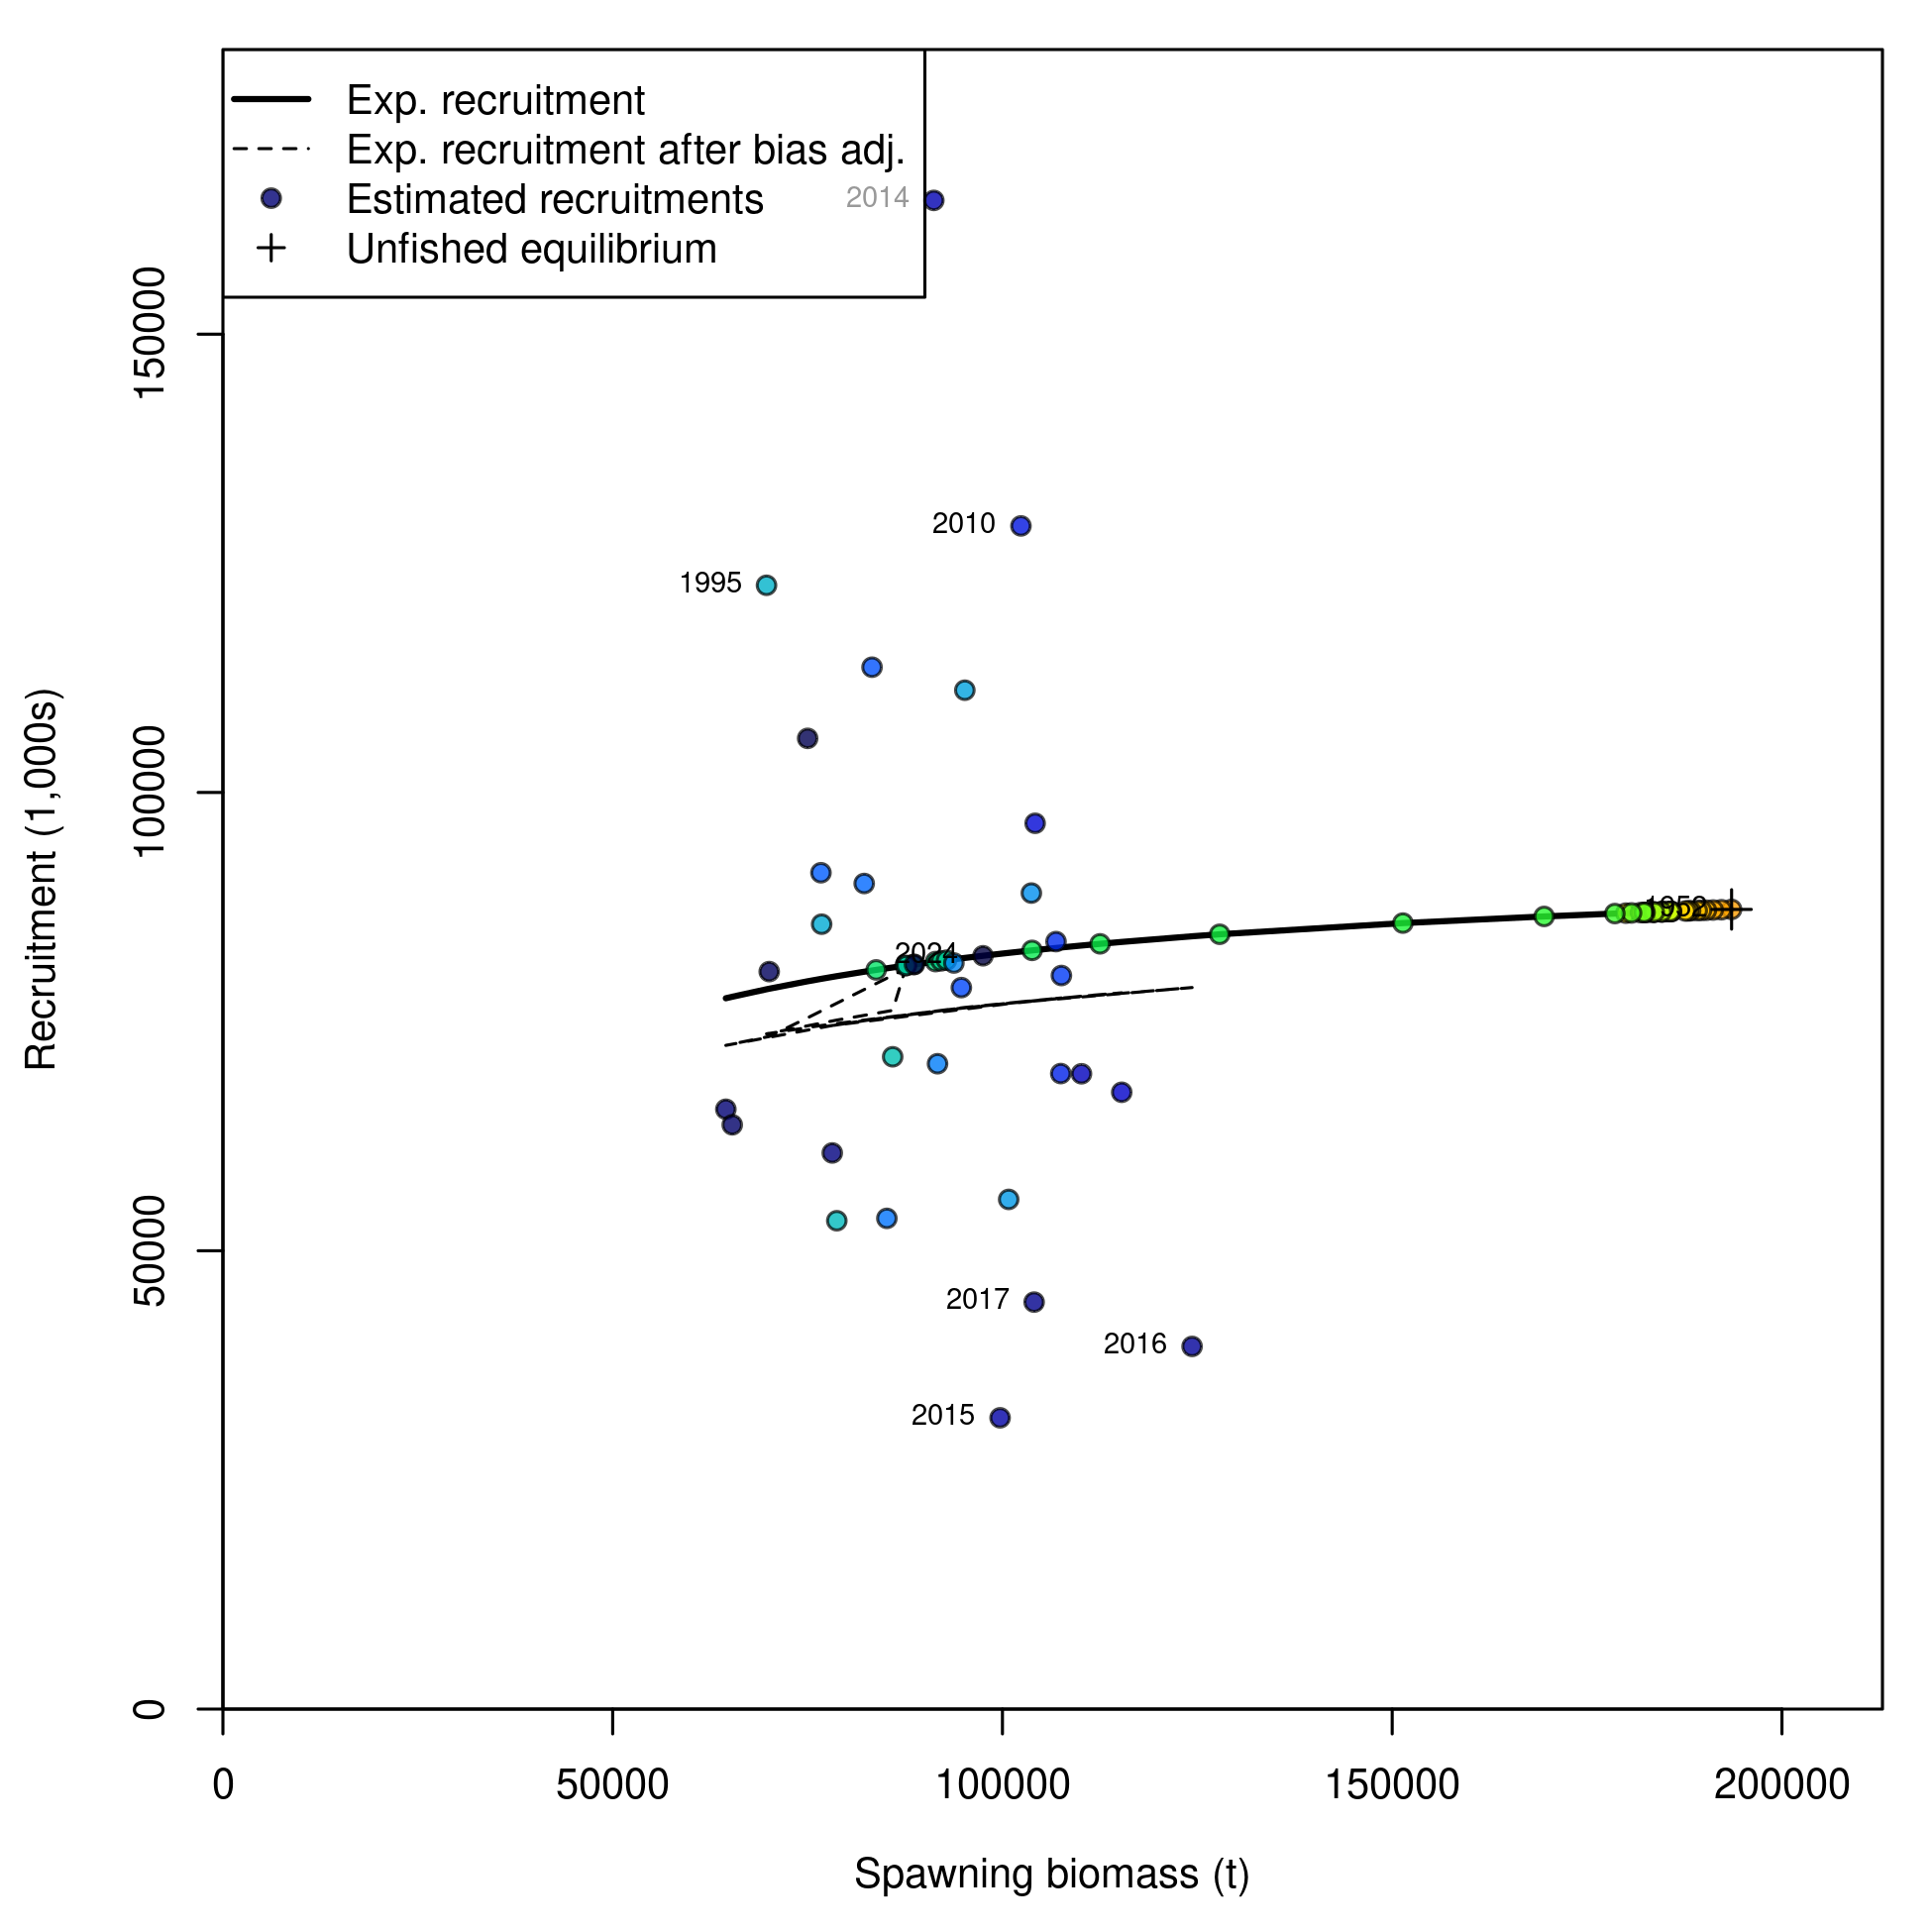 Exp. recruitment
Exp. recruitment after bias adj.
Estimated recruitments
2014
Unfished equilibrium
150000
2010
1995
100000
1952
2024
Recruitment (1,000s)
50000
2017
2016
2015
0
0
50000
100000
150000
200000
Spawning biomass (t)